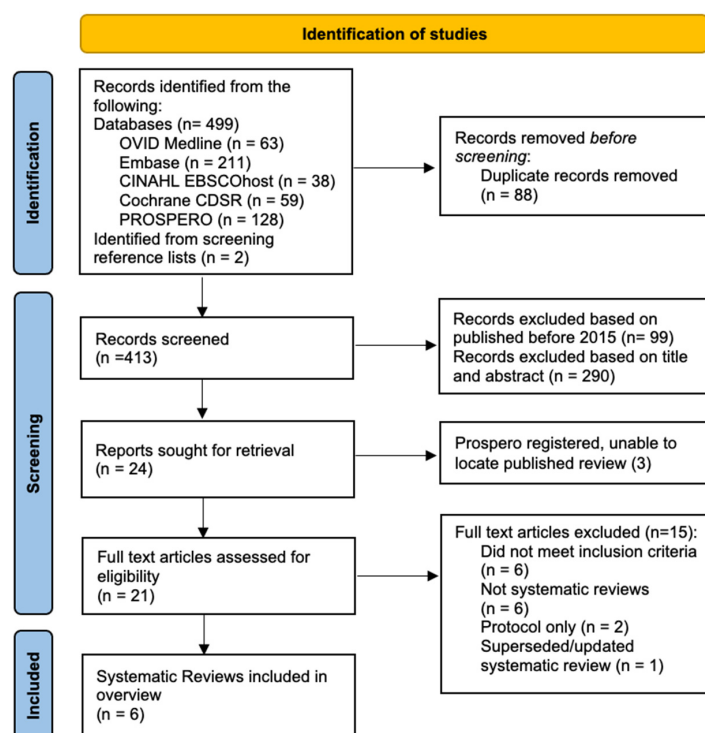 Identification of studies
Identification
Records identified from the
following:
Databases (n= 499)
OVID Medline (n = 63)
Embase (n = 211)
CINAHL EBSCOhost (n = 38)
Cochrane CDSR (n = 59)
PROSPERO (n = 128)
Identified from screening
reference lists (n = 2)
Records removed before
screening:
Duplicate records removed
(n = 88)
Screening
Records screened
(n =413)
Records excluded based on
published before 2015 (n= 99)
Records excluded based on title
and abstract (n = 290)
Reports sought for retrieval
(n = 24)
Prospero registered, unable to
locate published review (3)
Full text articles assessed for
eligibility
(n = 21)
Full text articles excluded (n=15):
Did not meet inclusion criteria
(n = 6)
Not systematic reviews
(n = 6)
Protocol only (n = 2)
Superseded/updated
systematic review (n = 1)
Included
Systematic Reviews included in
overview
(n = 6)